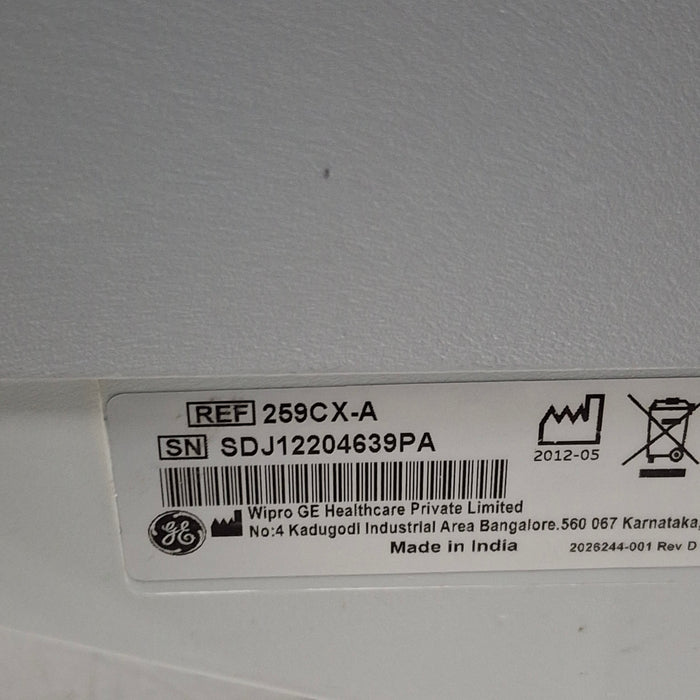 REF 259CX-A
SN SDJ12204639PA
2012-05
GE
Wipro GE Healthcare Private Limited
No:4 Kadugodi Industrial Area Bangalore.560 067 Karnataka,
Made in India
2026244-001 Rev D